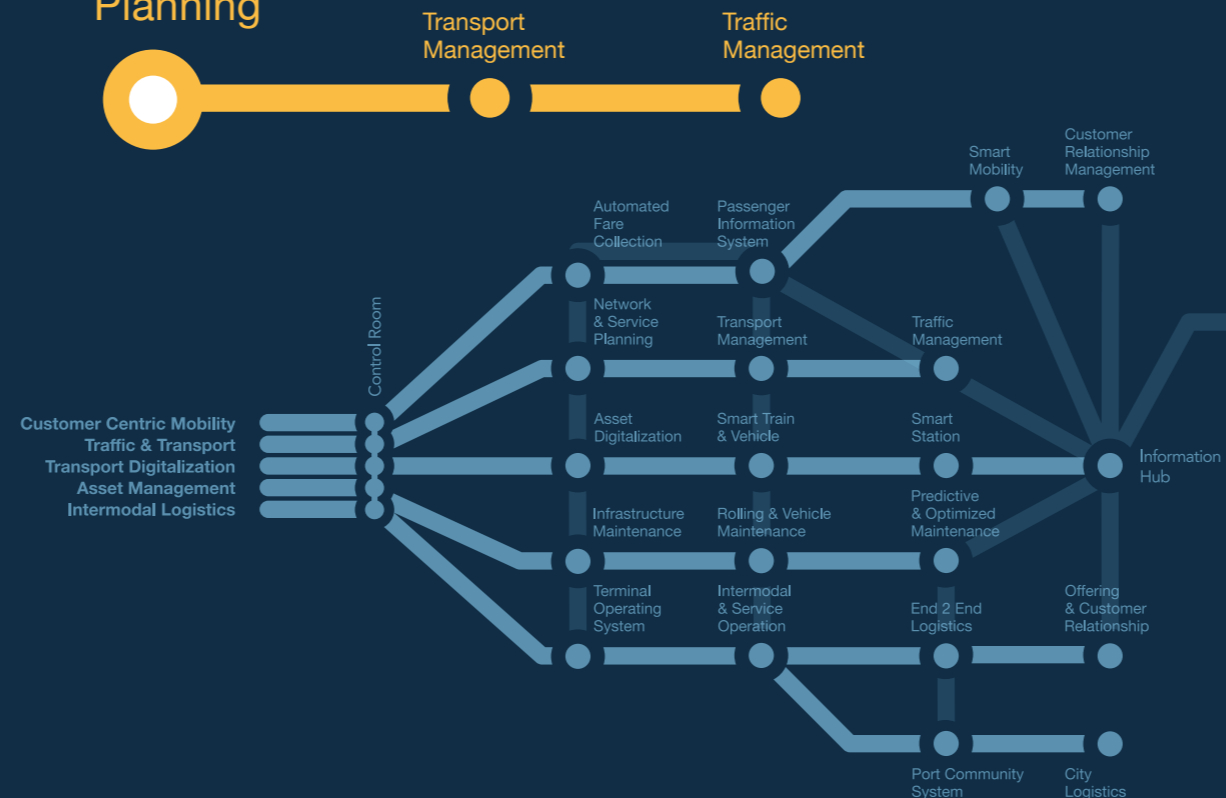 Planning
Transport
Management
Traffic
Management
Customer
Relationship
Management
Smart
Mobility
Automated
Fare
Collection
Passenger
Information
System
Control Room
Network
& Service
Planning
Transport
Management
Traffic
Management
Customer Centric Mobility
Traffic & Transport
Transport Digitalization
Asset Management
Intermodal Logistics
Asset
Digitalization
Smart Train
& Vehicle
Smart
Station
Information
Hub
Infrastructure
Maintenance
Rolling & Vehicle
Maintenance
Predictive
& Optimized
Maintenance
Terminal
Operating
System
Intermodal
& Service
Operation
End 2 End
Logistics
Offering
& Customer
Relationship
Port Community
System
City
Logistics